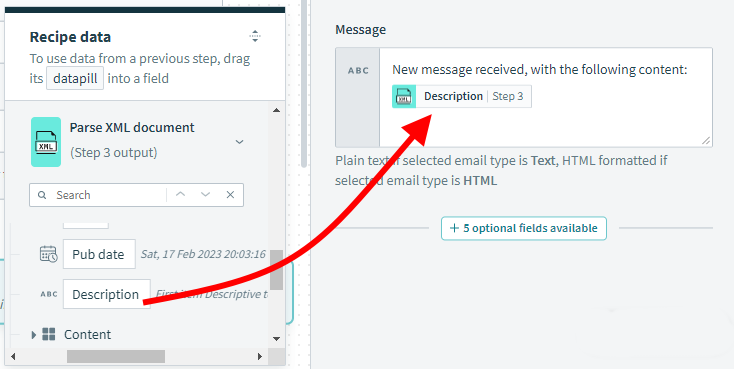 Recipe data
To use data from a previous step, drag
its datapill into a field
XML
Parse XML document
(Step 3 output)
Search
Pub date Sat, 17 Feb 2023 20:03:16
ABC Description First item Descriptive te
Content
Message
ABC
New message received, with the following content:
XML Description | Step 3
Plain text if selected email type is Text, HTML formatted if
selected email type is HTML
+ 5 optional fields available